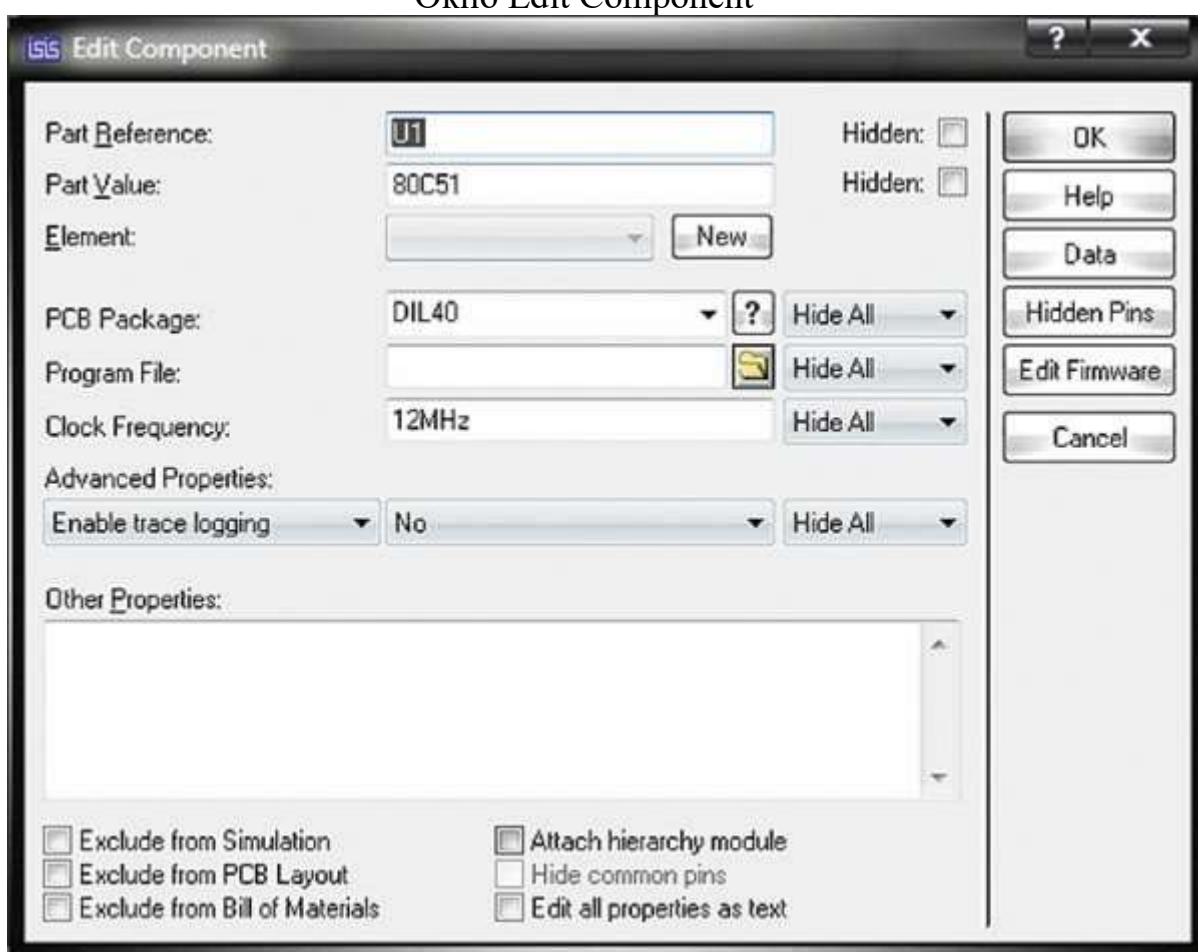 Okno Edit Component
isis Edit Component ? X
Part Reference: U1 Hidden:
Part Value: 80C51 Hidden:
Element: New
PCB Package: DIL40 ? Hide All
Program File: Hide All
Clock Frequency: 12MHz Hide All
Advanced Properties:
Enable trace logging No Hide All
Other Properties:
Exclude from Simulation
Exclude from PCB Layout
Exclude from Bill of Materials
Attach hierarchy module
Hide common pins
Edit all properties as text
OK
Help
Data
Hidden Pins
Edit Firmware
Cancel